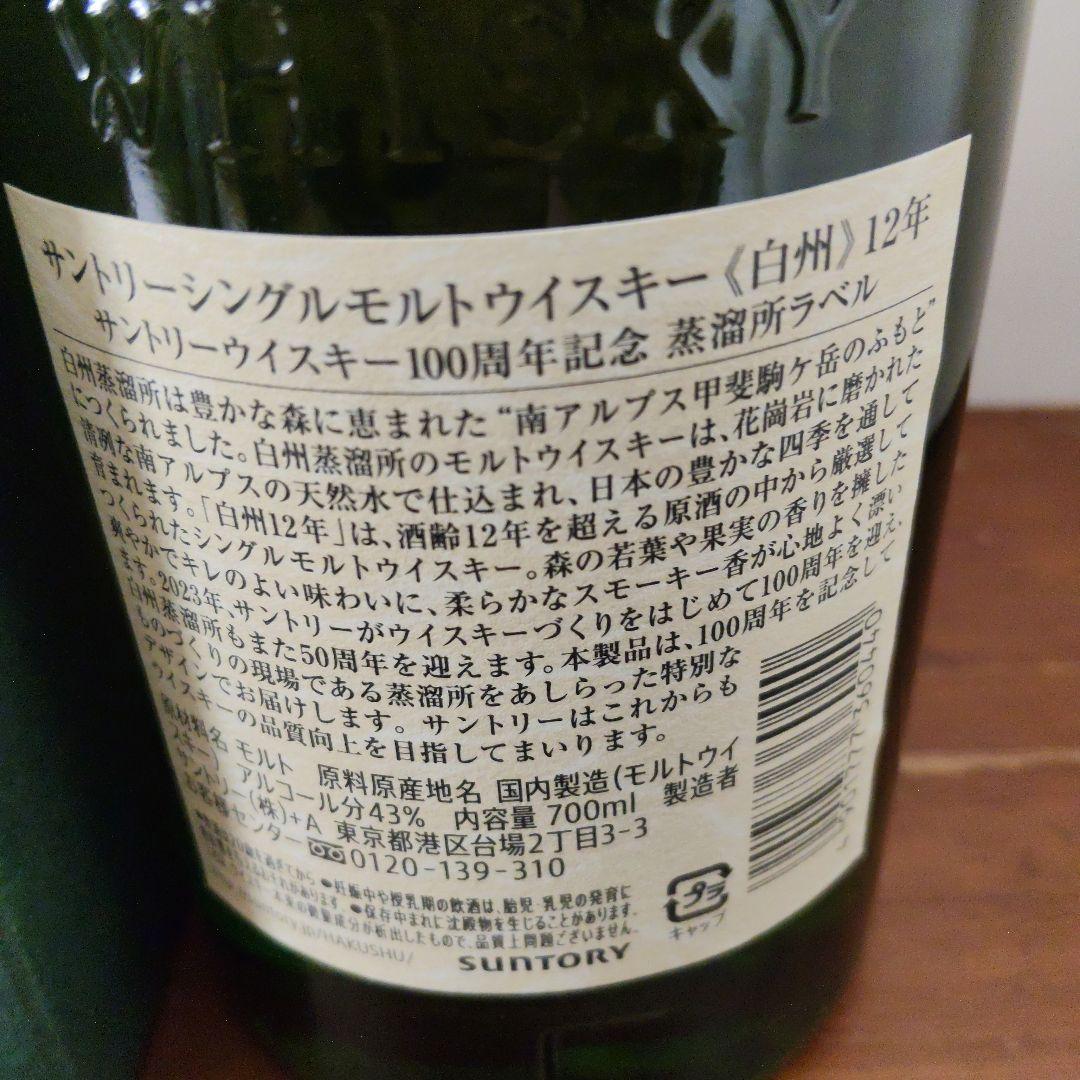 サントリーシングルモルトウイスキー《白州》12年
サントリーウイスキー100周年記念 蒸溜所ラベル
白州蒸溜所は豊かな森に恵まれた“南アルプス甲斐駒ケ岳のふもと”
につくられました。白州蒸溜所のモルトウイスキーは、花崗岩に磨かれた
清冽な南アルプスの天然水で仕込まれ、日本の豊かな四季を通して
育まれます。「白州12年」は、酒齢12年を超える原酒の中から厳選して
つくられたシングルモルトウイスキー。森の若葉や果実の香りを擁した
爽やかでキレのよい味わいに、柔らかなスモーキー香が心地よく漂い
ます。2023年、サントリーがウイスキーづくりをはじめて100周年を迎え、
白州蒸溜所もまた50周年を迎えます。本製品は、100周年を記念して
ものづくりの現場である蒸溜所をあしらった特別な
デザインでお届けします。サントリーはこれからも
ウイスキーの品質向上を目指してまいります。
原材料名 モルト 原料原産地名 国内製造(モルトウイ
スキー) アルコール分43% 内容量 700ml 製造者
サントリー(株)+A 東京都港区台場2丁目3-3
お客様センター 0120-139-310
●妊娠中や授乳期の飲酒は、胎児・乳児の発育に
●保存中まれに沈殿物を生じることがあります。
本来の微量成分が析出したもので、品質上問題ございません。
/HAKUSHU/
SUNTORY
プラ
キャップ